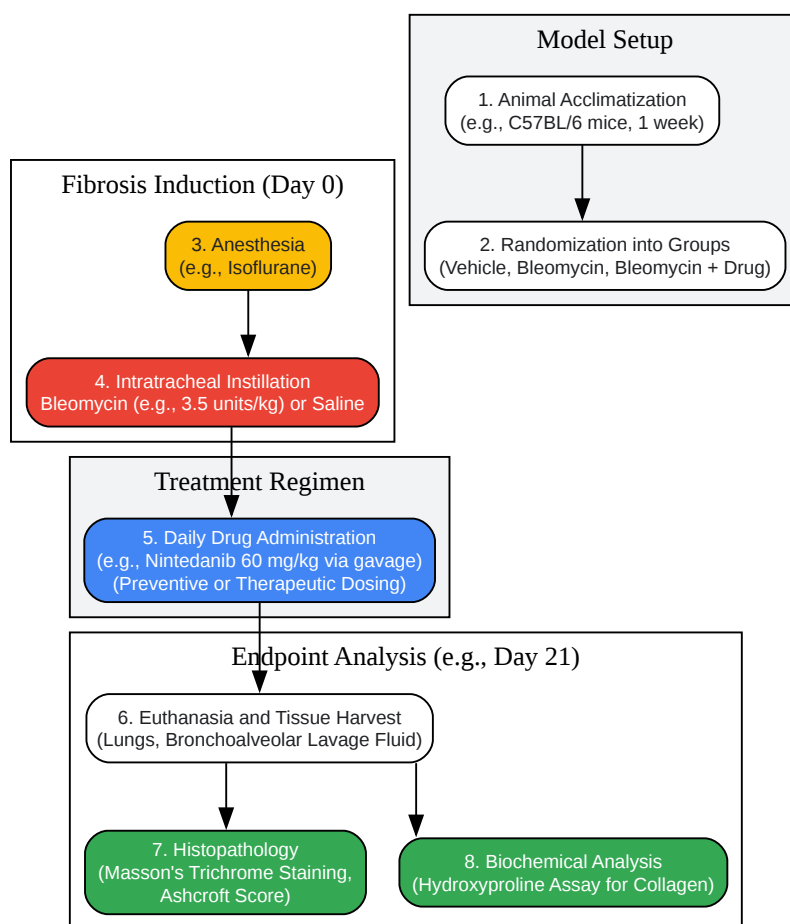 Model Setup
1. Animal Acclimatization
(e.g., C57BL/6 mice, 1 week)
2. Randomization into Groups
(Vehicle, Bleomycin, Bleomycin + Drug)
Fibrosis Induction (Day 0)
3. Anesthesia
(e.g., Isoflurane)
4. Intratracheal Instillation
Bleomycin (e.g., 3.5 units/kg) or Saline
Treatment Regimen
5. Daily Drug Administration
(e.g., Nintedanib 60 mg/kg via gavage)
(Preventive or Therapeutic Dosing)
Endpoint Analysis (e.g., Day 21)
6. Euthanasia and Tissue Harvest
(Lungs, Bronchoalveolar Lavage Fluid)
7. Histopathology
(Masson's Trichrome Staining,
Ashcroft Score)
8. Biochemical Analysis
(Hydroxyproline Assay for Collagen)